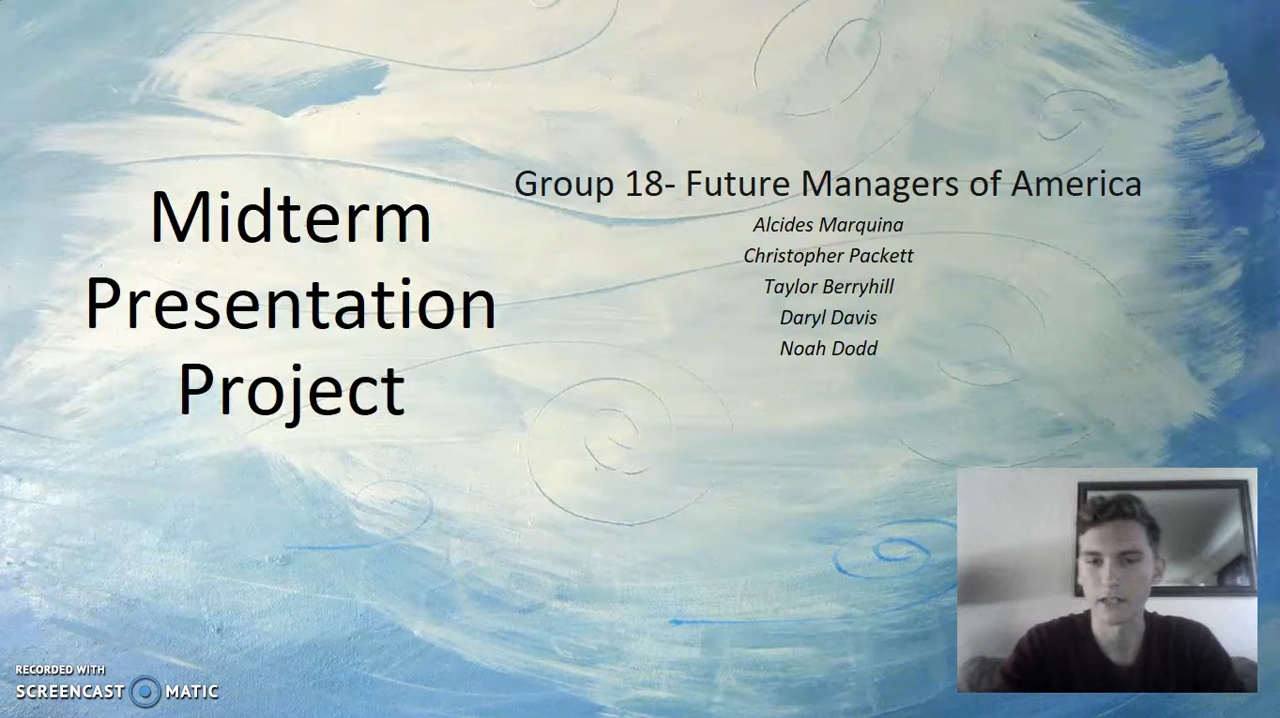 Midterm
Presentation
Project
Group 18- Future Managers of America
Alcides Marquina
Christopher Packett
Taylor Berryhill
Daryl Davis
Noah Dodd
RECORDED WITH
SCREENCAST MATIC